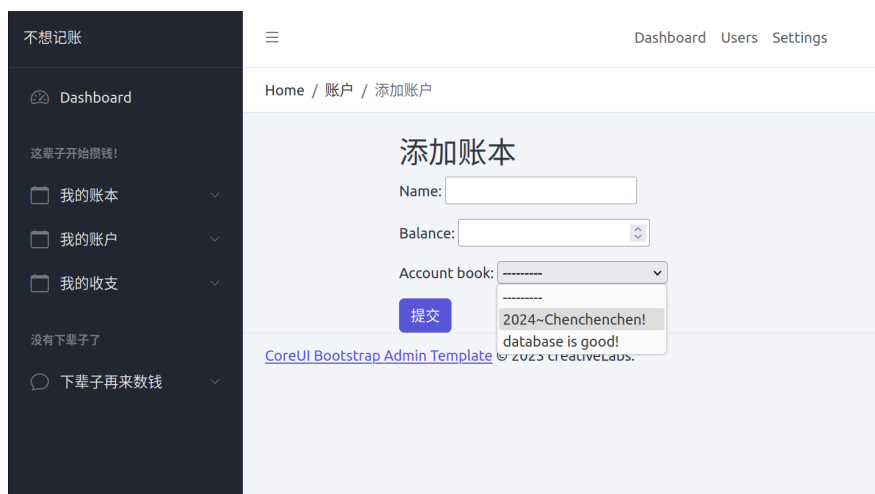 不想记账
Dashboard Users Settings
Dashboard
Home / 账户 / 添加账户
这辈子开始攒钱!
添加账本
我的账本
Name:
我的账户
Balance:
我的收支
Account book: ---------
---------
2024~Chenchenchen!
database is good!
提交
没有下辈子了
CoreUI Bootstrap Admin Template © 2023 creativeLabs.
下辈子再来数钱